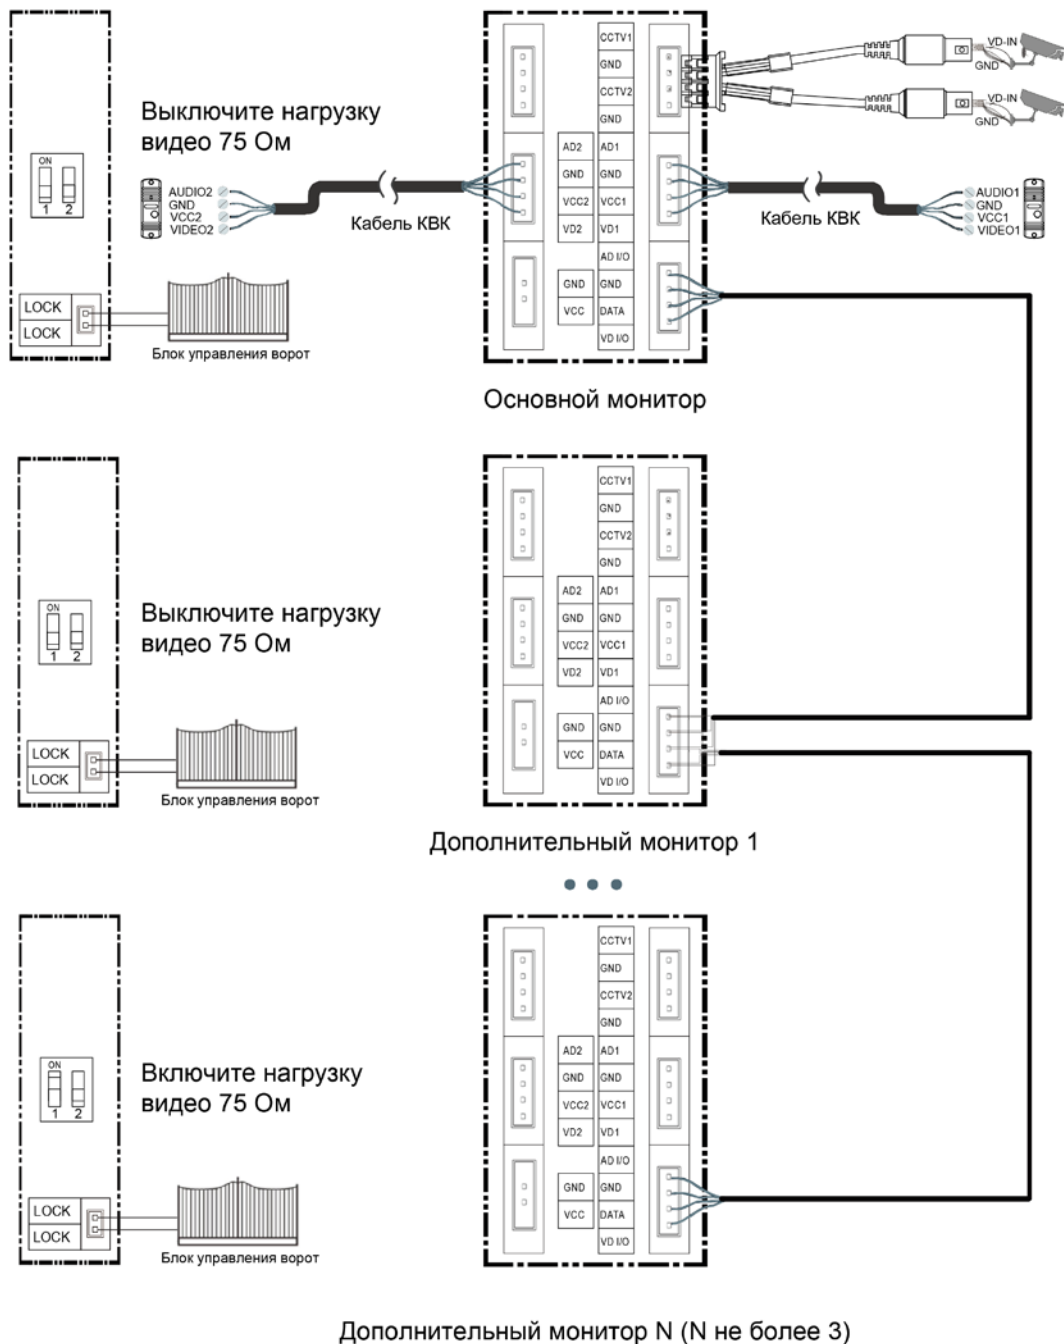 CCTV1
GND
CCTV2
GND
VD-IN
GND
VD-IN
GND
Выключите нагрузку
видео 75 Ом
ON
1 2
AD2 AD1
GND GND
VCC2 VCC1
VD2 VD1
AD I/O
GND GND
VCC DATA
VD I/O
AUDIO2
GND
VCC2
VIDEO2
Кабель КВК
Кабель КВК
AUDIO1
GND
VCC1
VIDEO1
LOCK
LOCK
Блок управления ворот
Основной монитор
CCTV1
GND
CCTV2
GND
AD2 AD1
GND GND
VCC2 VCC1
VD2 VD1
AD I/O
GND GND
VCC DATA
VD I/O
ON
1 2
Выключите нагрузку
видео 75 Ом
LOCK
LOCK
Блок управления ворот
Дополнительный монитор 1
CCTV1
GND
CCTV2
GND
AD2 AD1
GND GND
VCC2 VCC1
VD2 VD1
AD I/O
GND GND
VCC DATA
VD I/O
ON
1 2
Включите нагрузку
видео 75 Ом
LOCK
LOCK
Блок управления ворот
Дополнительный монитор N (N не более 3)